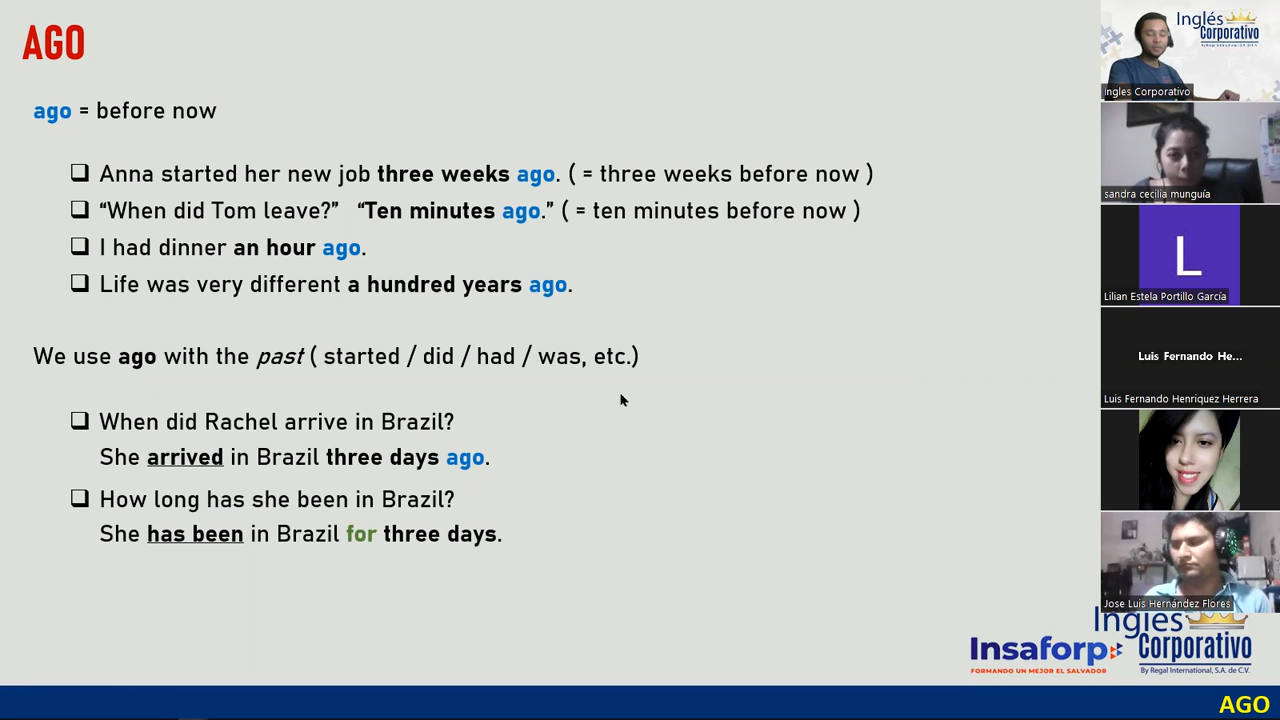 AGO
ago = before now
Anna started her new job three weeks ago. ( = three weeks before now )
“When did Tom leave?” “Ten minutes ago.” ( = ten minutes before now )
I had dinner an hour ago.
Life was very different a hundred years ago.
We use ago with the past ( started / did / had / was, etc.)
When did Rachel arrive in Brazil?
She arrived in Brazil three days ago.
How long has she been in Brazil?
She has been in Brazil for three days.
Inglés
Corporativo
By Regal International, S.A. de C.V.
Ingles Corporativo
sandra cecilia munguía
L
Lilian Estela Portillo García
Luis Fernando He...
Luis Fernando Henriquez Herrera
Jose Luis Hernández Flores
Insaforp
FORMANDO UN MEJOR EL SALVADOR
Inglés
Corporativo
By Regal International, S.A. de C.V.
AGO